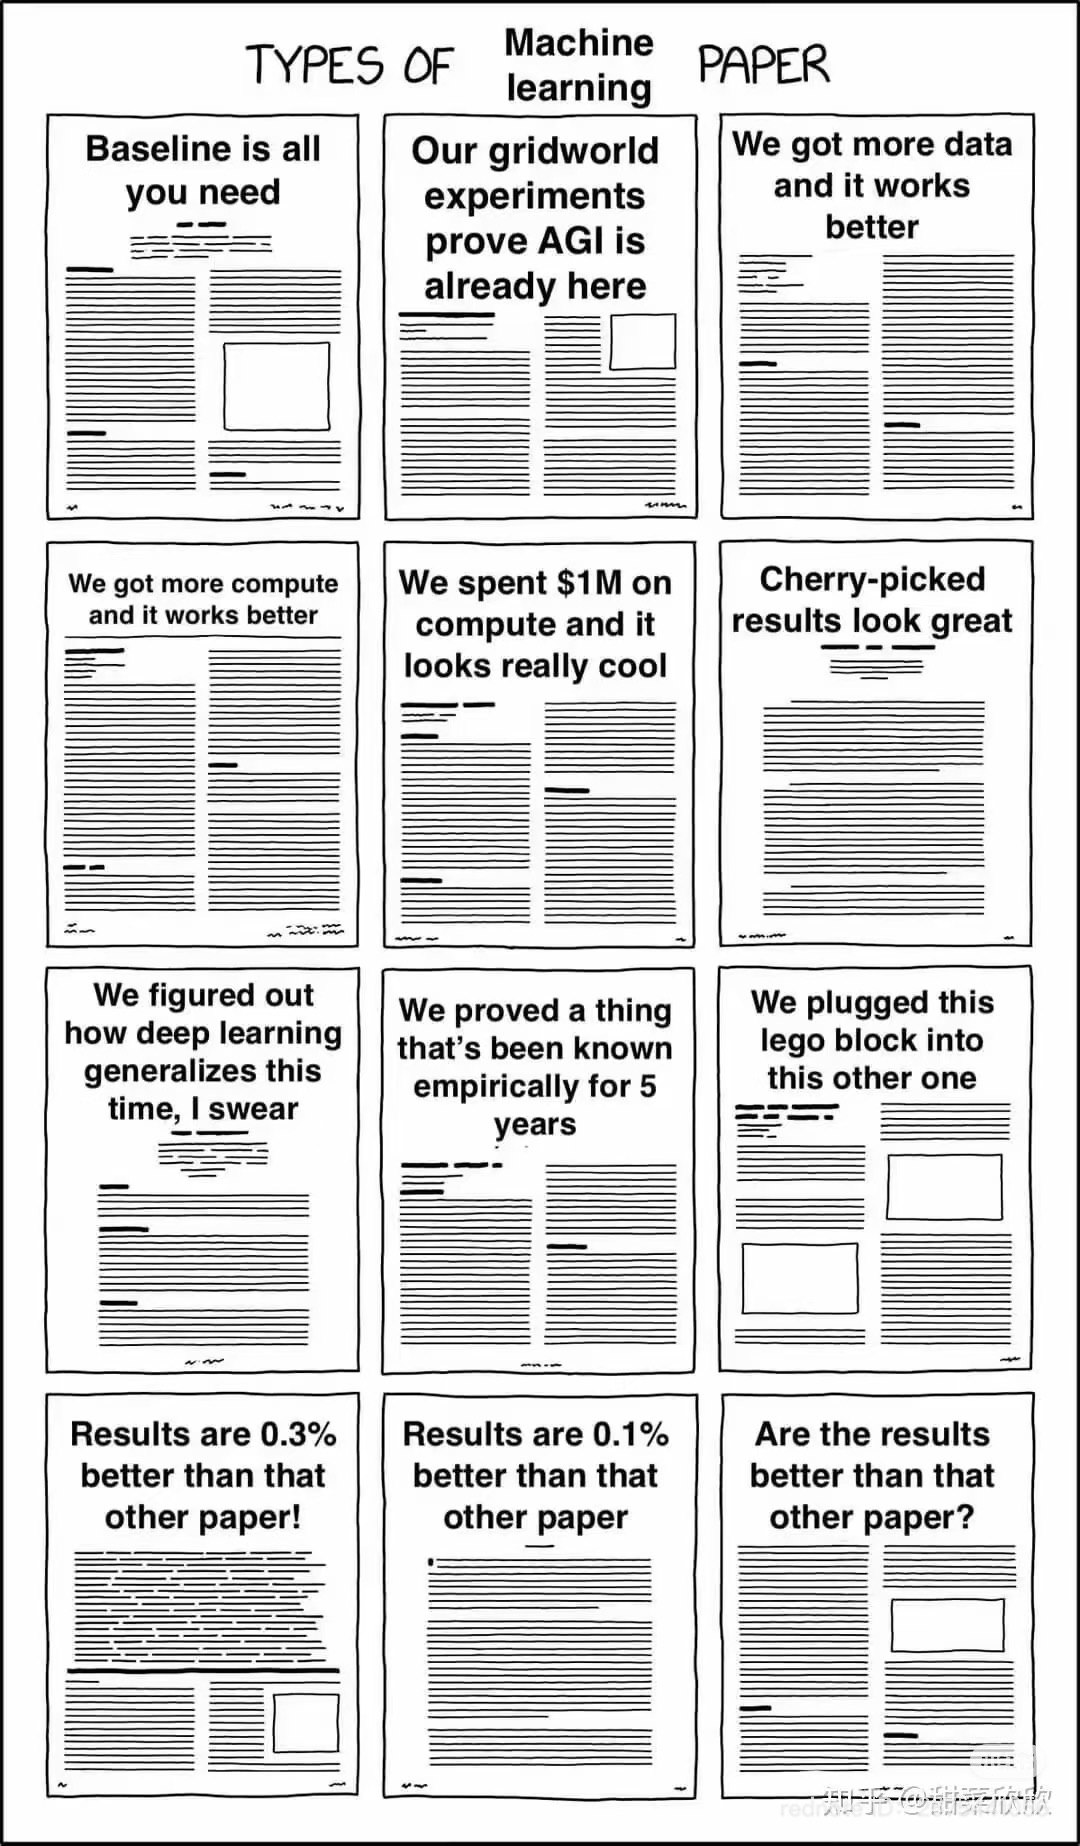 TYPES OF Machine learning PAPER
Baseline is all
you need
Our gridworld
experiments
prove AGI is
already here
We got more data
and it works
better
We got more compute
and it works better
We spent $1M on
compute and it
looks really cool
Cherry-picked
results look great
We figured out
how deep learning
generalizes this
time, I swear
We proved a thing
that's been known
empirically for 5
years
We plugged this
lego block into
this other one
Results are 0.3%
better than that
other paper!
Results are 0.1%
better than that
other paper
Are the results
better than that
other paper?
知乎 @甜菜欣欣